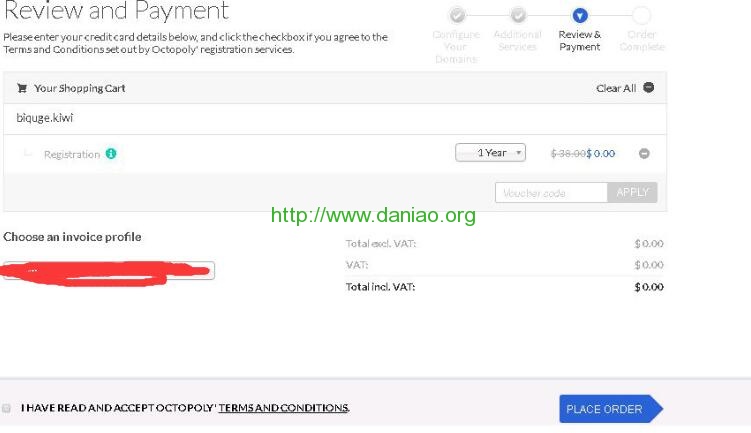 Review and Payment
Please enter your credit card details below, and click the checkbox if you agree to the
Terms and Conditions set out by Octopoly' registration services.
Configure
Your
Domains
Additional
Services
Review &
Payment
Order
Complete
Your Shopping Cart
Clear All
biquge.kiwi
Registration
1 Year
$ 38.00 $ 0.00
Voucher code
APPLY
http://www.daniao.org
Choose an invoice profile
Total excl. VAT: $ 0.00
VAT: $ 0.00
Total incl. VAT: $ 0.00
I HAVE READ AND ACCEPT OCTOPOLY' TERMS AND CONDITIONS.
PLACE ORDER